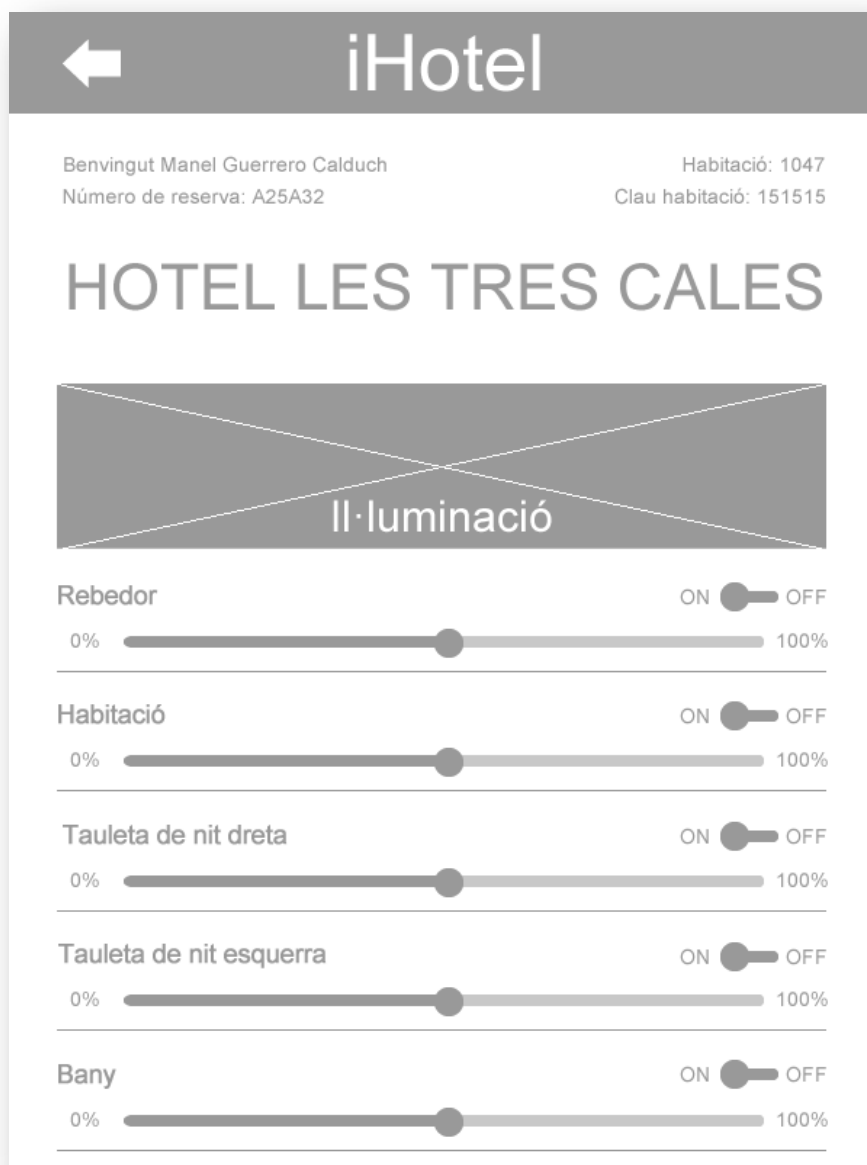 iHotel
Benvingut Manel Guerrero Calduch Habitació: 1047
Número de reserva: A25A32 Clau habitació: 151515
HOTEL LES TRES CALES
Il·luminació
Rebedor ON OFF
0% 100%
Habitació ON OFF
0% 100%
Tauleta de nit dreta ON OFF
0% 100%
Tauleta de nit esquerra ON OFF
0% 100%
Bany ON OFF
0% 100%